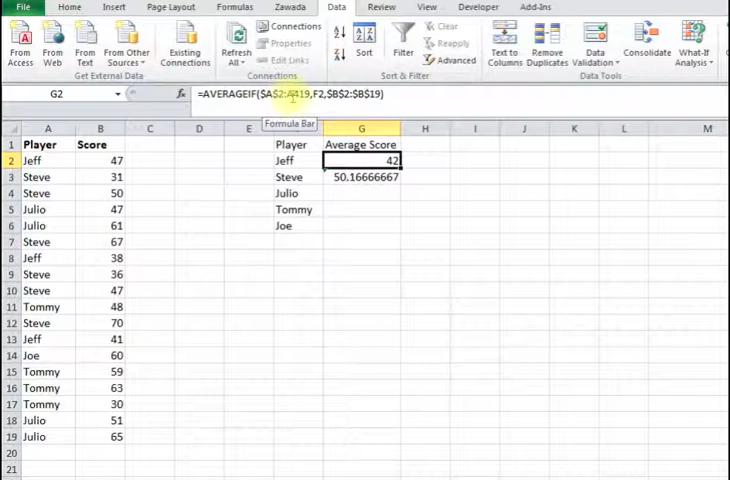 File Home Insert Page Layout Formulas Zawada Data Review View Developer Add-Ins
From Access From Web From Other Sources Existing Connections Refresh All Connections Properties Edit Links Sort Filter Clear Reapply Advanced Text to Columns Remove Duplicates Data Validation Consolidate What-If Analysis
Get External Data Connections Sort & Filter Data Tools
G2 fx =AVERAGEIF($A$2:A$19,F2,$B$2:$B$19)
Formula Bar
A B C D E G H I J K L M
1 Player Score Player Average Score
2 Jeff 47 Jeff 42
3 Steve 31 Steve 50.16666667
4 Steve 50 Julio
5 Julio 47 Tommy
6 Julio 61 Joe
7 Steve 67
8 Jeff 38
9 Steve 36
10 Steve 47
11 Tommy 48
12 Steve 70
13 Jeff 41
14 Joe 60
15 Tommy 59
16 Tommy 63
17 Tommy 30
18 Julio 51
19 Julio 65
20
21